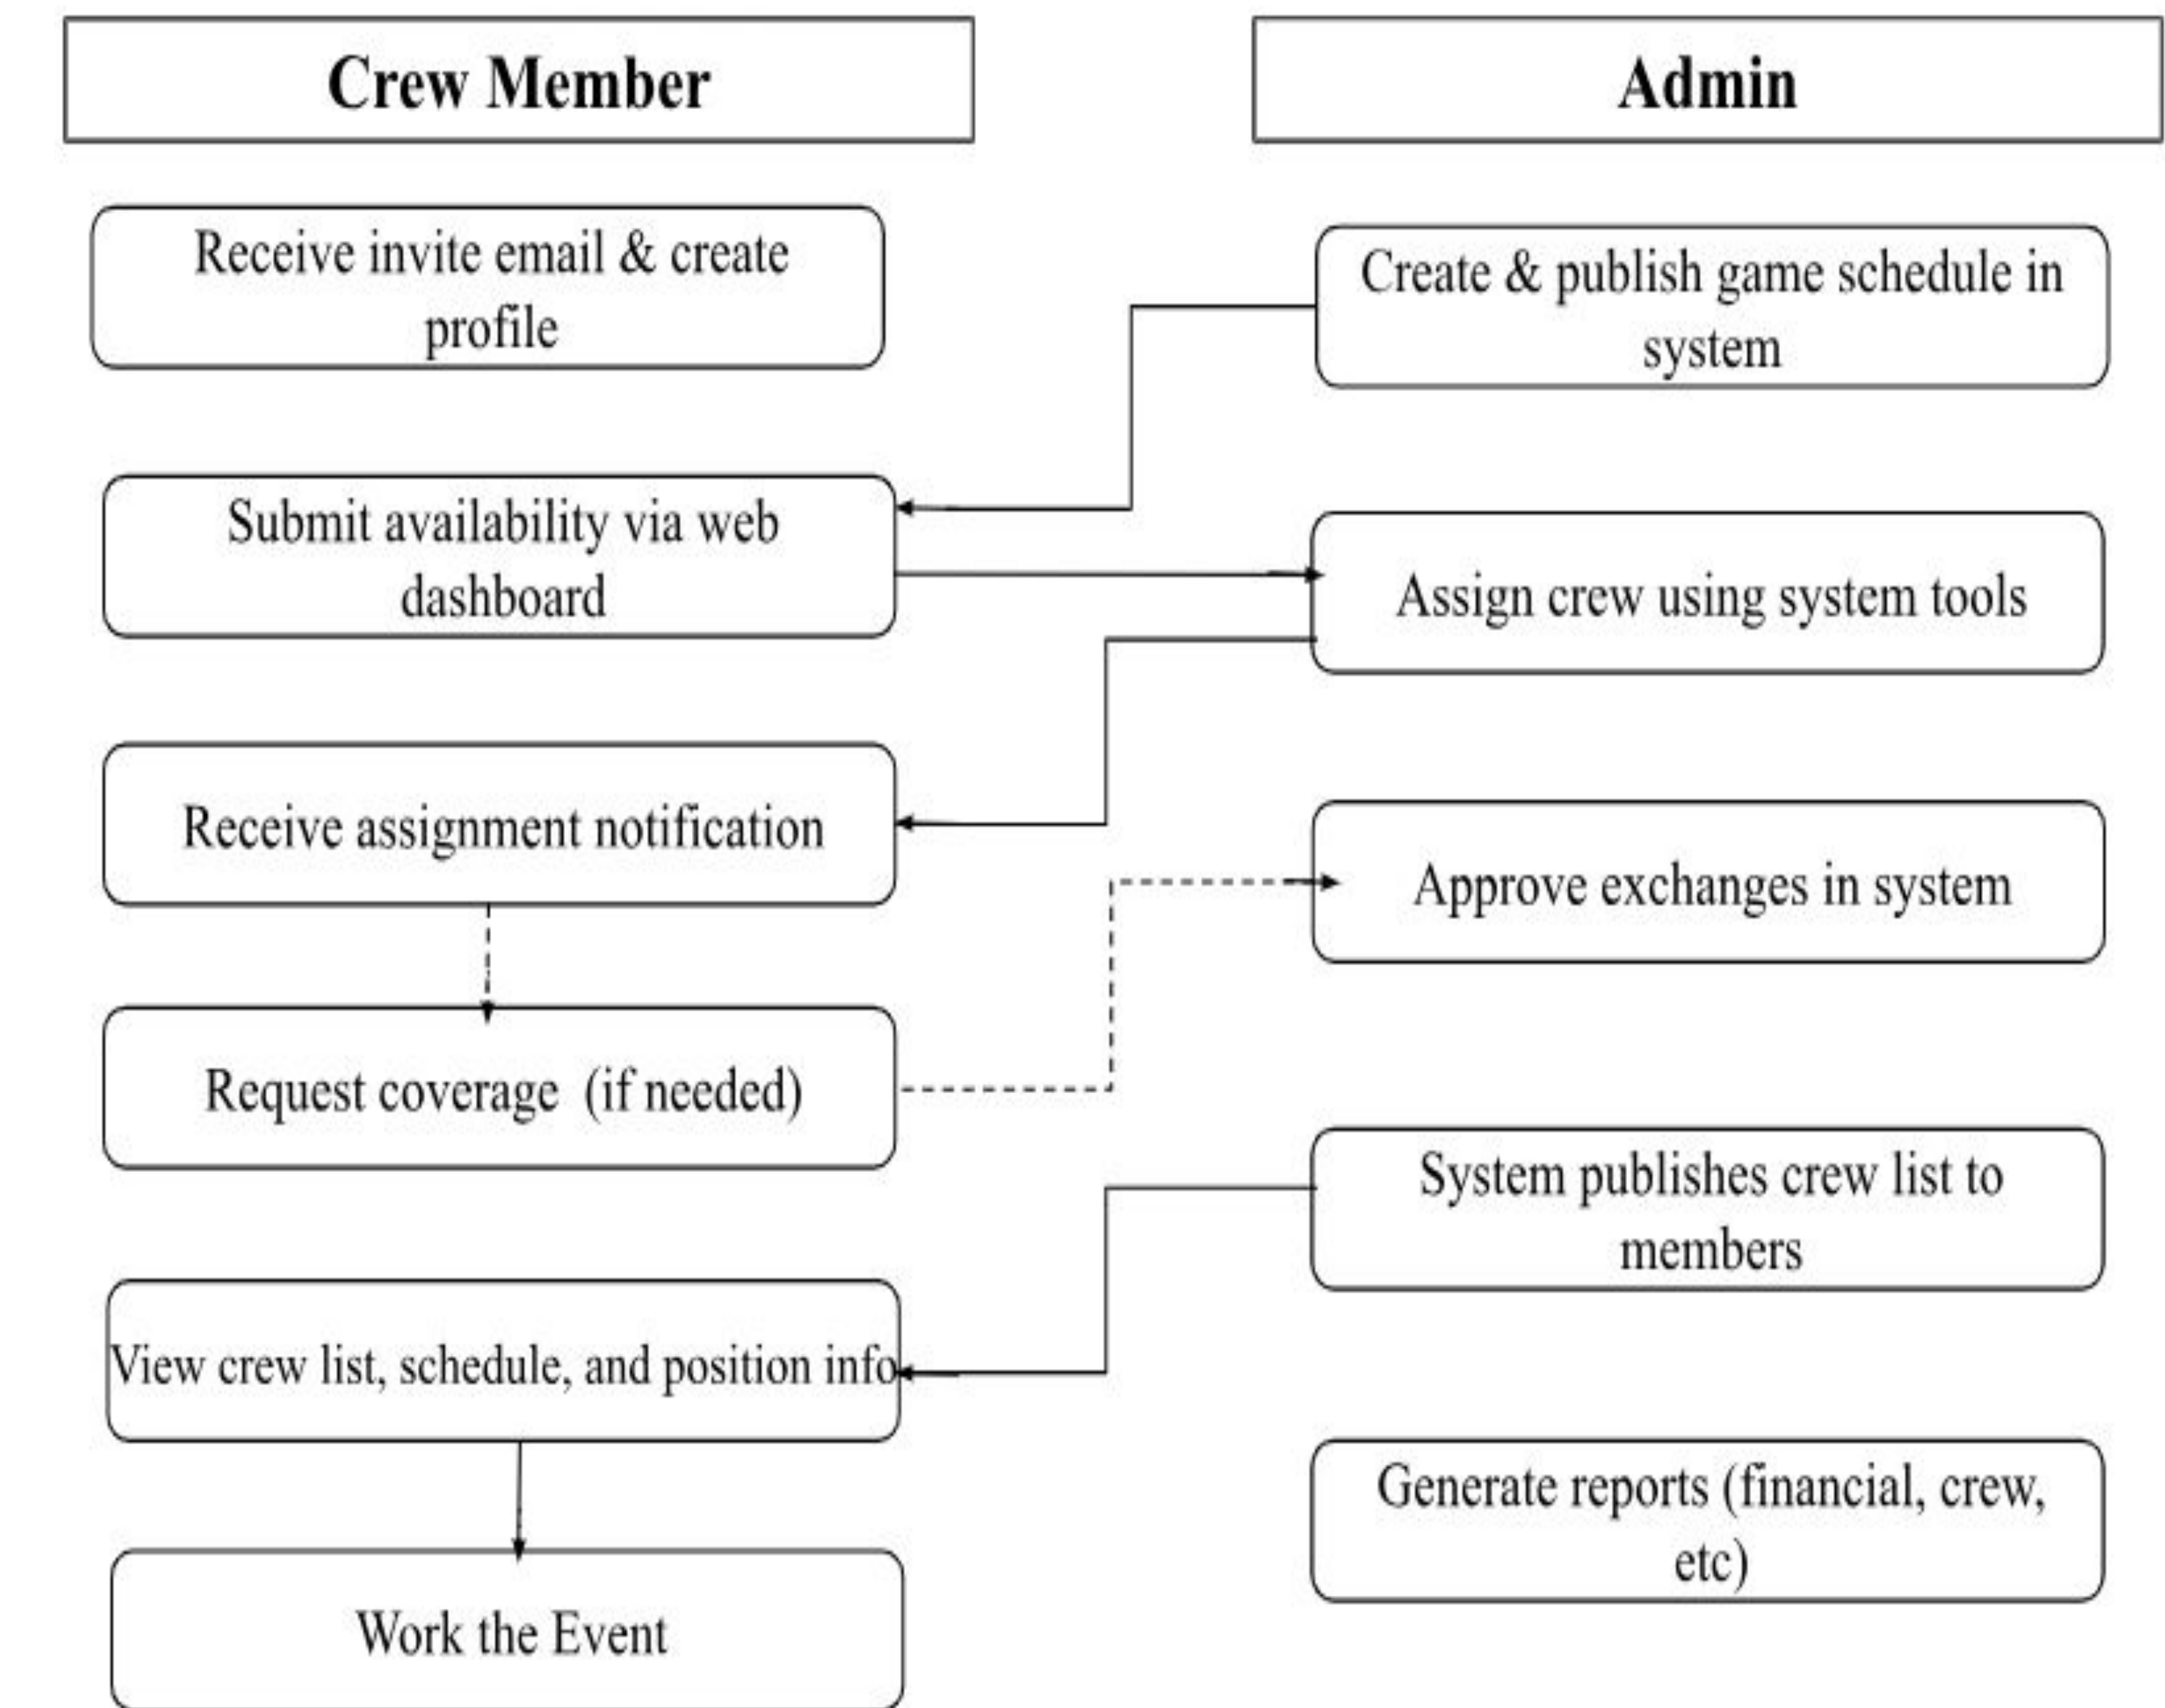 Crew Member
Admin
Receive invite email & create
profile
Create & publish game schedule in
system
Submit availability via web
dashboard
Assign crew using system tools
Receive assignment notification
Approve exchanges in system
Request coverage  (if needed)
System publishes crew list to
members
View crew list, schedule, and position info
Generate reports (financial, crew,
etc)
Work the Event